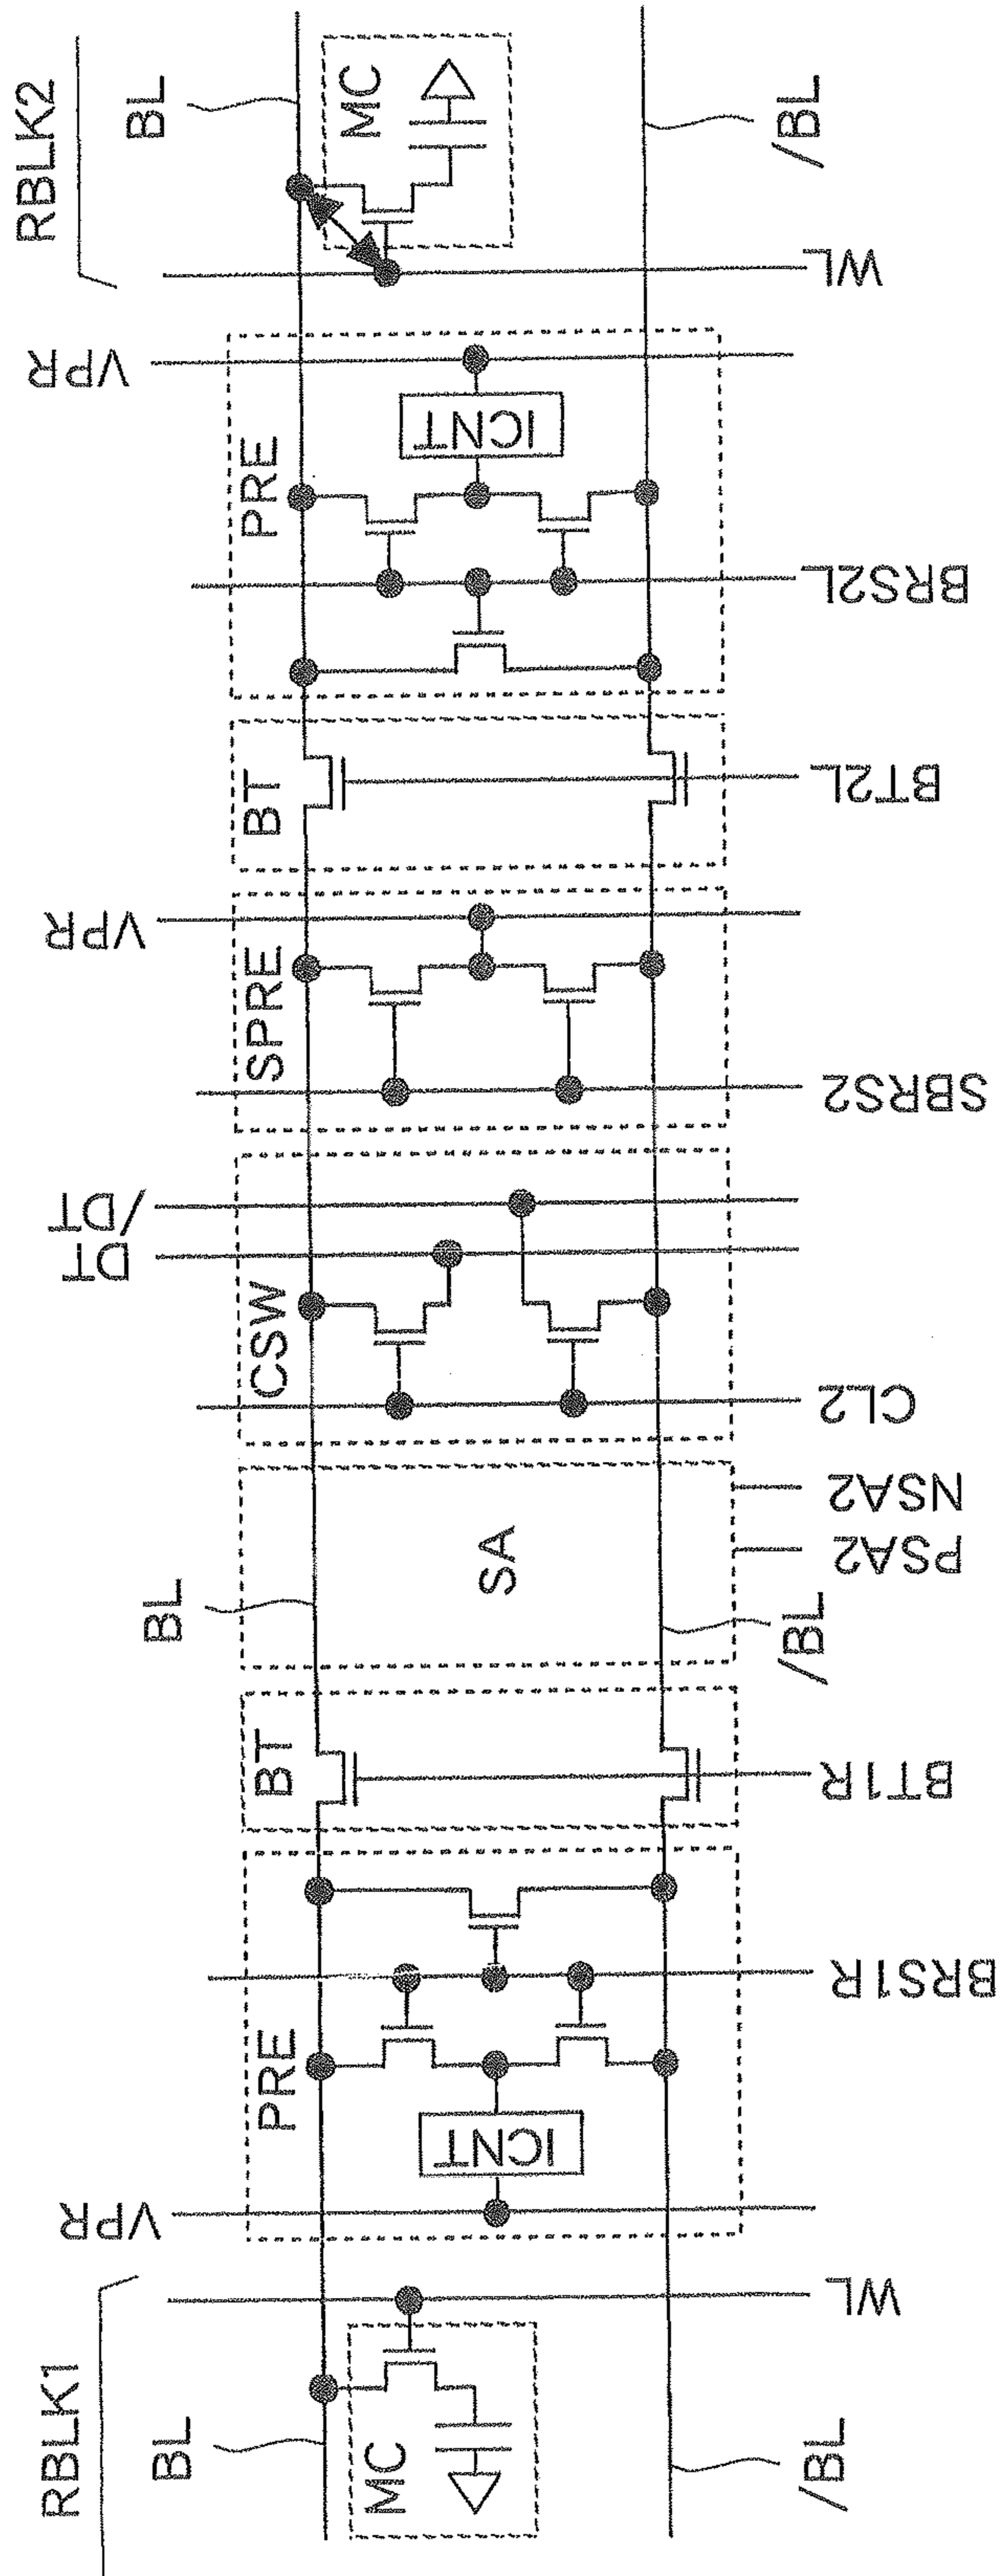 RBLK1
BL
MC
/BL
WL
VPR
PRE
ICNT
BRS1R
BT
BT1R
BL
SA
/BL
PSA2
NSA2
CSW
CL2
DT
/DT
SPRE
SBRS2
VPR
BT
BT2L
PRE
BRS2L
ICNT
VPR
WL
RBLK2
BL
MC
/BL